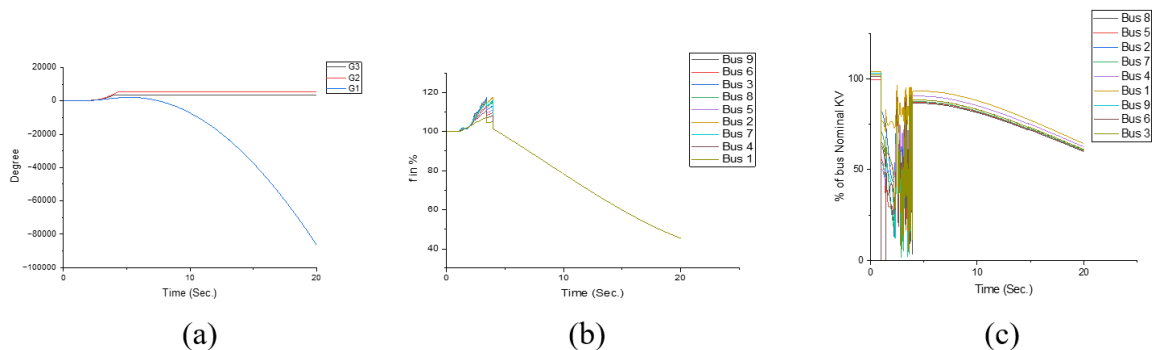 20000
0
−20000
−40000
−60000
−80000
−100000
Degree
0
10
20
Time (Sec.)
G3
G2
G1
(a)
120
100
80
60
40
f in %
0
10
20
Time (Sec.)
Bus 9
Bus 6
Bus 3
Bus 8
Bus 5
Bus 2
Bus 7
Bus 4
Bus 1
(b)
100
50
0
% of bus Nominal KV
0
10
20
Time (Sec.)
Bus 8
Bus 5
Bus 2
Bus 7
Bus 4
Bus 1
Bus 9
Bus 6
Bus 3
(c)